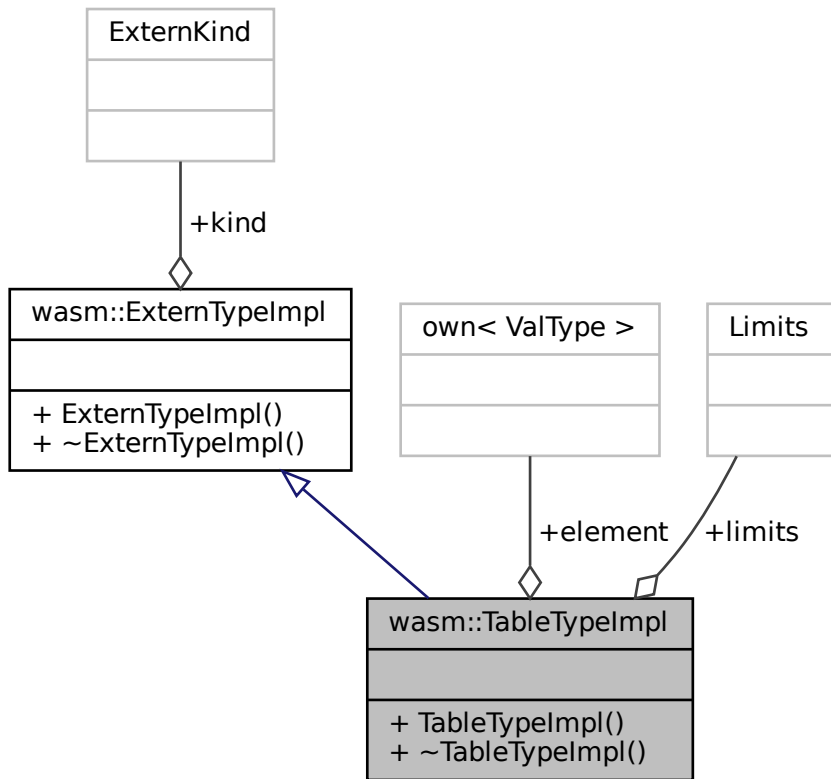 ExternKind
+kind
wasm::ExternTypeImpl
+ ExternTypeImpl()
+ ~ExternTypeImpl()
own< ValType >
Limits
+element
+limits
wasm::TableTypeImpl
+ TableTypeImpl()
+ ~TableTypeImpl()